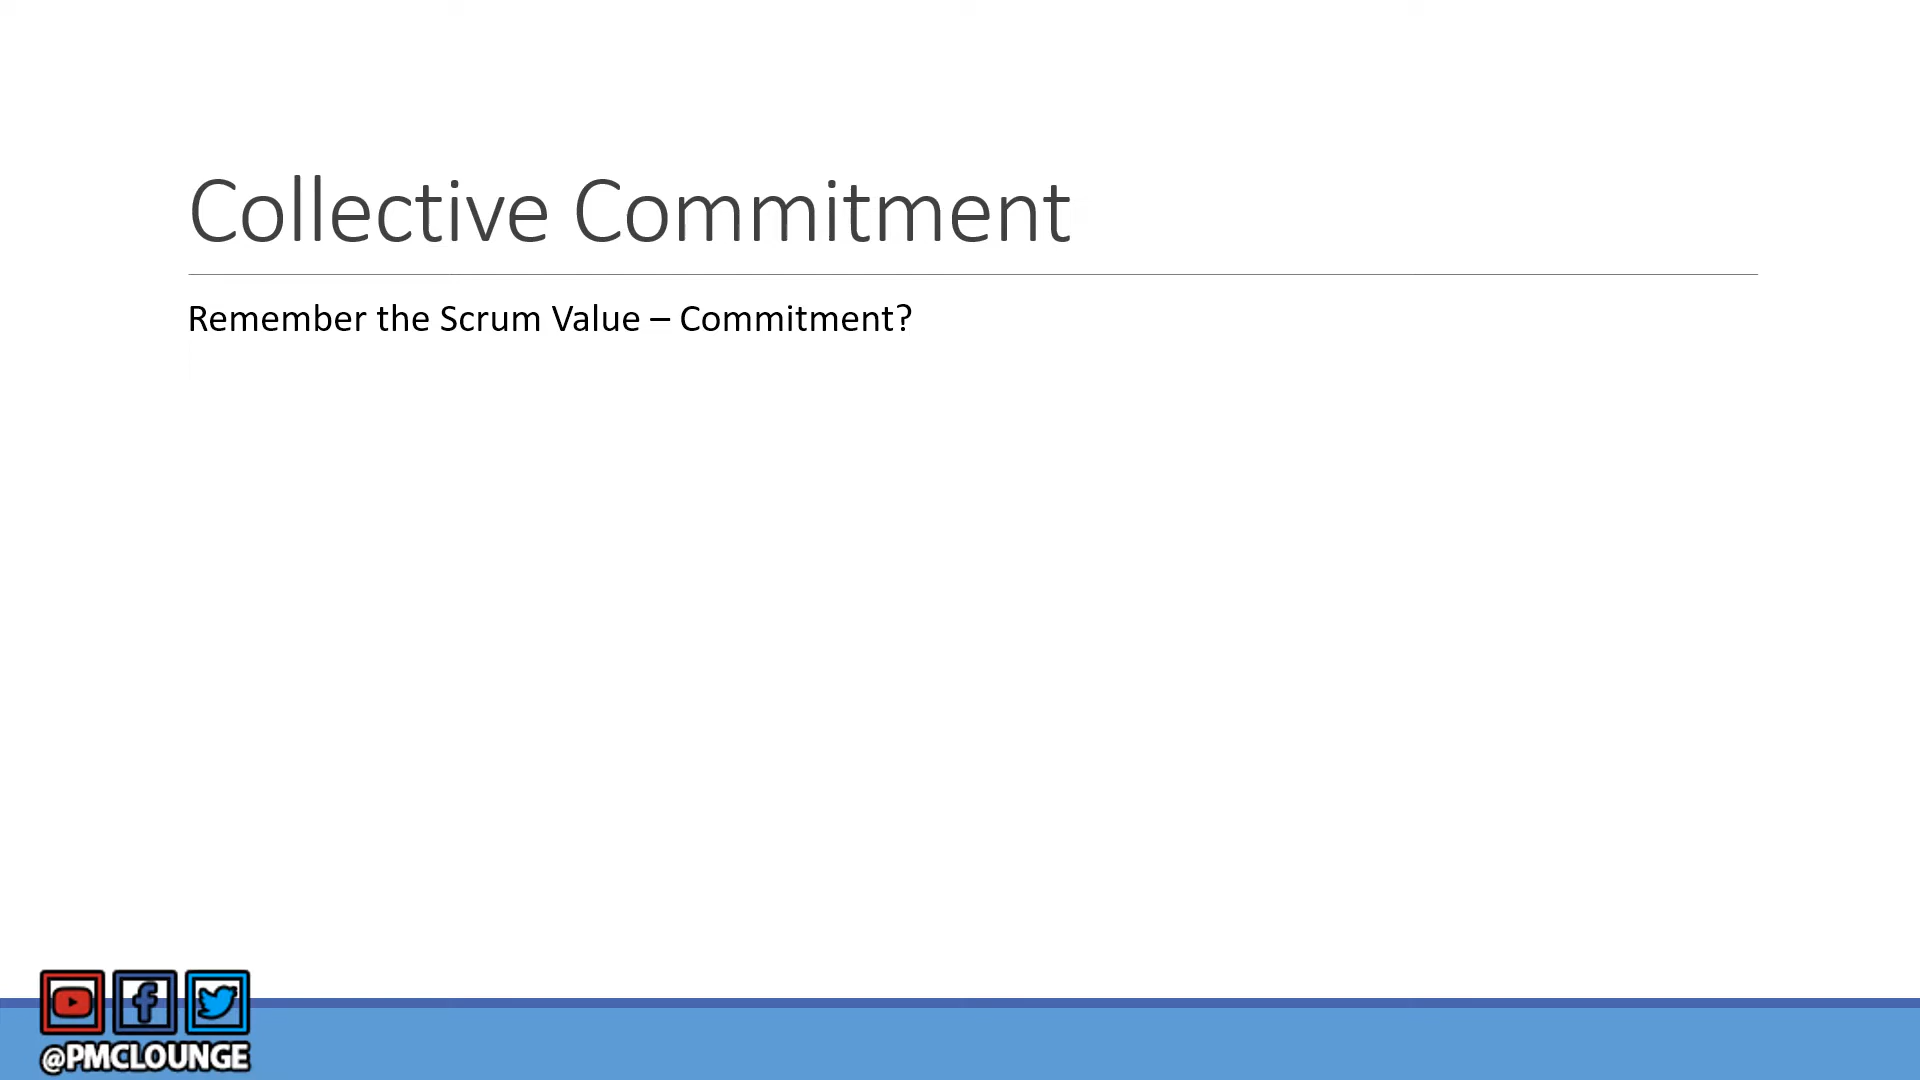 Collective Commitment
Remember the Scrum Value – Commitment?
@PMCLOUNGE